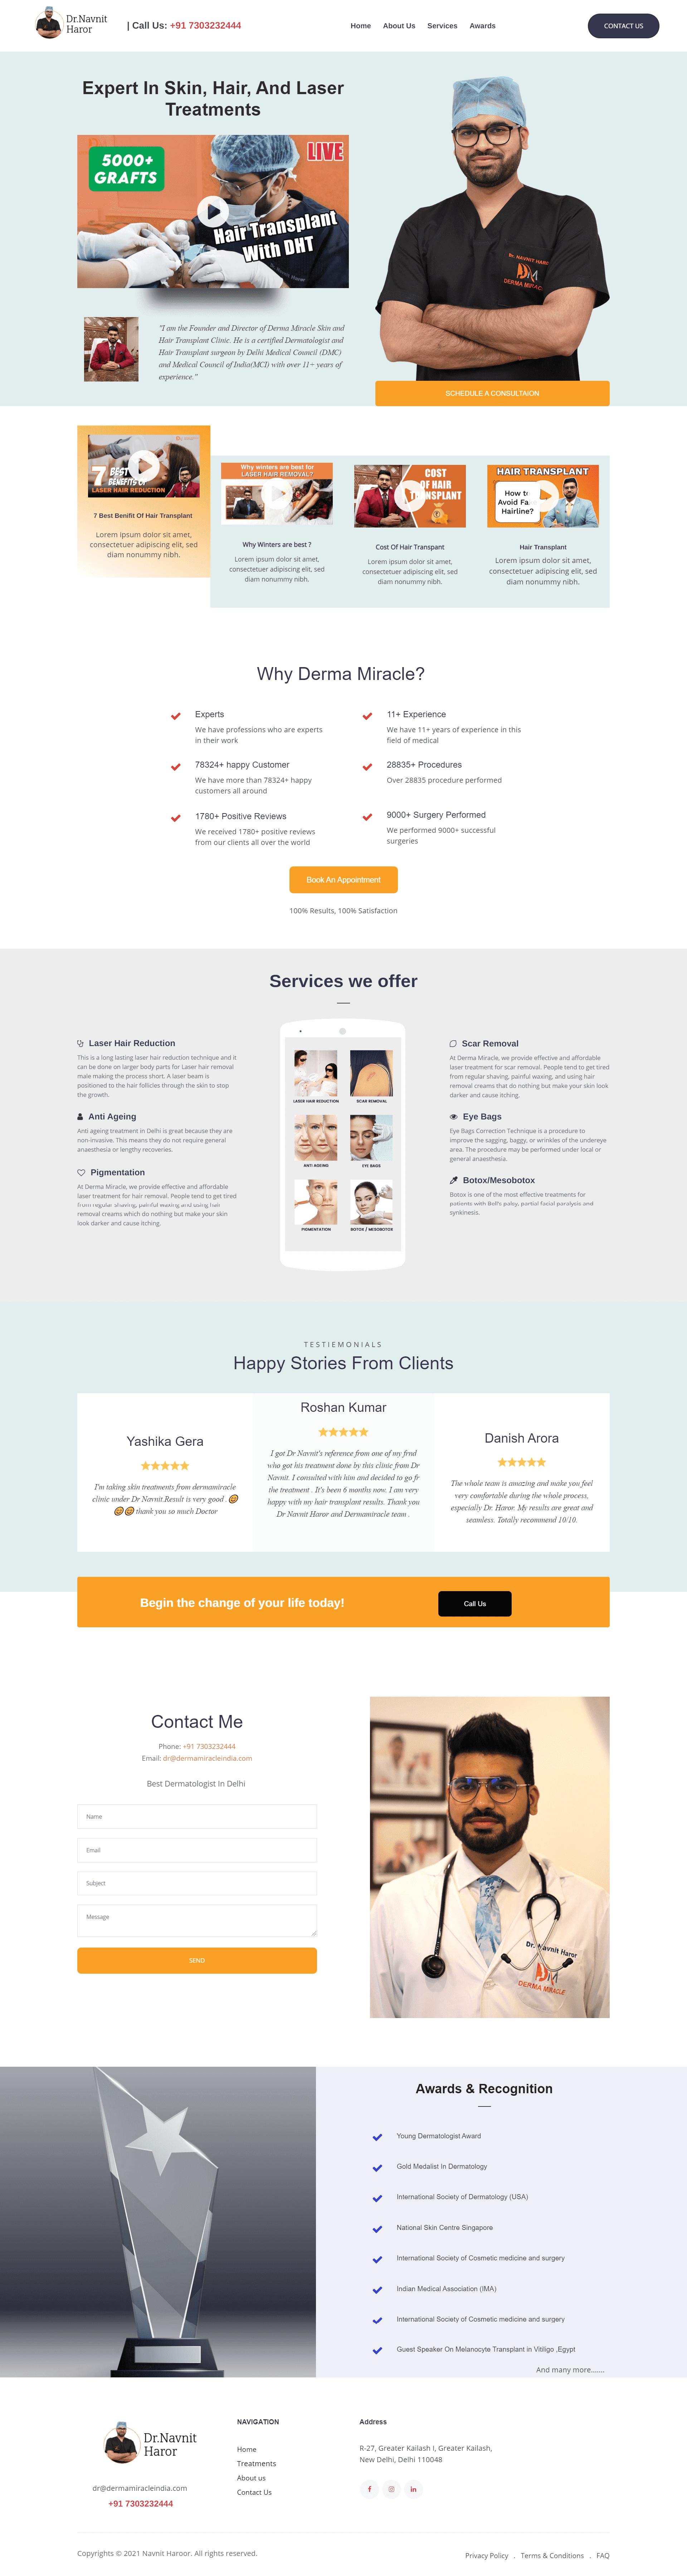 Dr.Navnit
Haror
| Call Us: +91 7303232444
Home
About Us
Services
Awards
CONTACT US
Expert In Skin, Hair, And Laser
Treatments
5000+
GRAFTS
LIVE
Hair Transplant
With DHT
Dr. NAVNIT HAROR
DERMA MIRACLE
"I am the Founder and Director of Derma Miracle Skin and
Hair Transplant Clinic. He is a certified Dermatologist and
Hair Transplant surgeon by Delhi Medical Council (DMC)
and Medical Council of India(MCI) with over 11+ years of
experience."
SCHEDULE A CONSULTAION
7 BEST
BENEFITS OF
LASER HAIR REDUCTION
7 Best Benifit Of Hair Transplant
Lorem ipsum dolor sit amet,
consectetuer adipiscing elit, sed
diam nonummy nibh.
Why winters are best for
LASER HAIR REMOVAL?
Why Winters are best ?
Lorem ipsum dolor sit amet,
consectetuer adipiscing elit, sed
diam nonummy nibh.
COST
OF HAIR
TRANSPLANT
Cost Of Hair Transpant
Lorem ipsum dolor sit amet,
consectetuer adipiscing elit, sed
diam nonummy nibh.
HAIR TRANSPLANT
How to
Avoid
Hairline?
Hair Transplant
Lorem ipsum dolor sit amet,
consectetuer adipiscing elit, sed
diam nonummy nibh.
Why Derma Miracle?
Experts
We have professions who are experts
in their work
11+ Experience
We have 11+ years of experience in this
field of medical
78324+ happy Customer
We have more than 78324+ happy
customers all around
28835+ Procedures
Over 28835 procedure performed
1780+ Positive Reviews
We received 1780+ positive reviews
from our clients all over the world
9000+ Surgery Performed
We performed 9000+ successful
surgeries
Book An Appointment
100% Results, 100% Satisfaction
Services we offer
Laser Hair Reduction
This is a long lasting laser hair reduction technique and it
can be done on larger body parts for Laser hair removal
male making the process short. A laser beam is
positioned to the hair follicles through the skin to stop
the growth.
Anti Ageing
Anti ageing treatment in Delhi is great because they are
non-invasive. This means they do not require general
anaesthesia or lengthy recoveries.
Pigmentation
At Derma Miracle, we provide effective and affordable
laser treatment for hair removal. People tend to get tired
from regular shaving, painful waxing and using hair
removal creams which do nothing but make your skin
look darker and cause itching.
LASER HAIR REDUCTION
SCAR REMOVAL
ANTI AGEING
EYE BAGS
PIGMENTATION
BOTOX / MESOBOTOX
Scar Removal
At Derma Miracle, we provide effective and affordable
laser treatment for scar removal. People tend to get tired
from regular shaving, painful waxing, and using hair
removal creams that do nothing but make your skin look
darker and cause itching.
Eye Bags
Eye Bags Correction Technique is a procedure to
improve the sagging, baggy, or wrinkles of the undereye
area. The procedure may be performed under local or
general anaesthesia.
Botox/Mesobotox
Botox is one of the most effective treatments for
patients with Bell's palsy, partial facial paralysis and
synkinesis.
TESTIEMONIALS
Happy Stories From Clients
Yashika Gera
I'm taking skin treatments from dermamiracle
clinic under Dr Navnit.Result is very good . 😊
😊😊 thank you so much Doctor
Roshan Kumar
I got Dr Navnit's reference from one of my frnd
who got his treatment done by this clinic from Dr
Navnit. I consulted with him and decided to go fr
the treatment . It's been 6 months now. I am very
happy with my hair transplant results. Thank you
Dr Navnit Haror and Dermamiracle team .
Danish Arora
The whole team is amazing and make you feel
very comfortable during the whole process,
especially Dr. Haror. My results are great and
seamless. Totally recommend 10/10.
Begin the change of your life today!
Call Us
Contact Me
Phone: +91 7303232444
Email: dr@dermamiracleindia.com
Best Dermatologist In Delhi
Name
Email
Subject
Message
SEND
Dr. Navnit Haror
DERMA MIRACLE
Awards & Recognition
Young Dermatologist Award
Gold Medalist In Dermatology
International Society of Dermatology (USA)
National Skin Centre Singapore
International Society of Cosmetic medicine and surgery
Indian Medical Association (IMA)
International Society of Cosmetic medicine and surgery
Guest Speaker On Melanocyte Transplant in Vitiligo ,Egypt
And many more.......
Dr.Navnit
Haror
dr@dermamiracleindia.com
+91 7303232444
NAVIGATION
Home
Treatments
About us
Contact Us
Address
R-27, Greater Kailash I, Greater Kailash,
New Delhi, Delhi 110048
Copyrights © 2021 Navnit Haroor. All rights reserved.
Privacy Policy . Terms & Conditions . FAQ